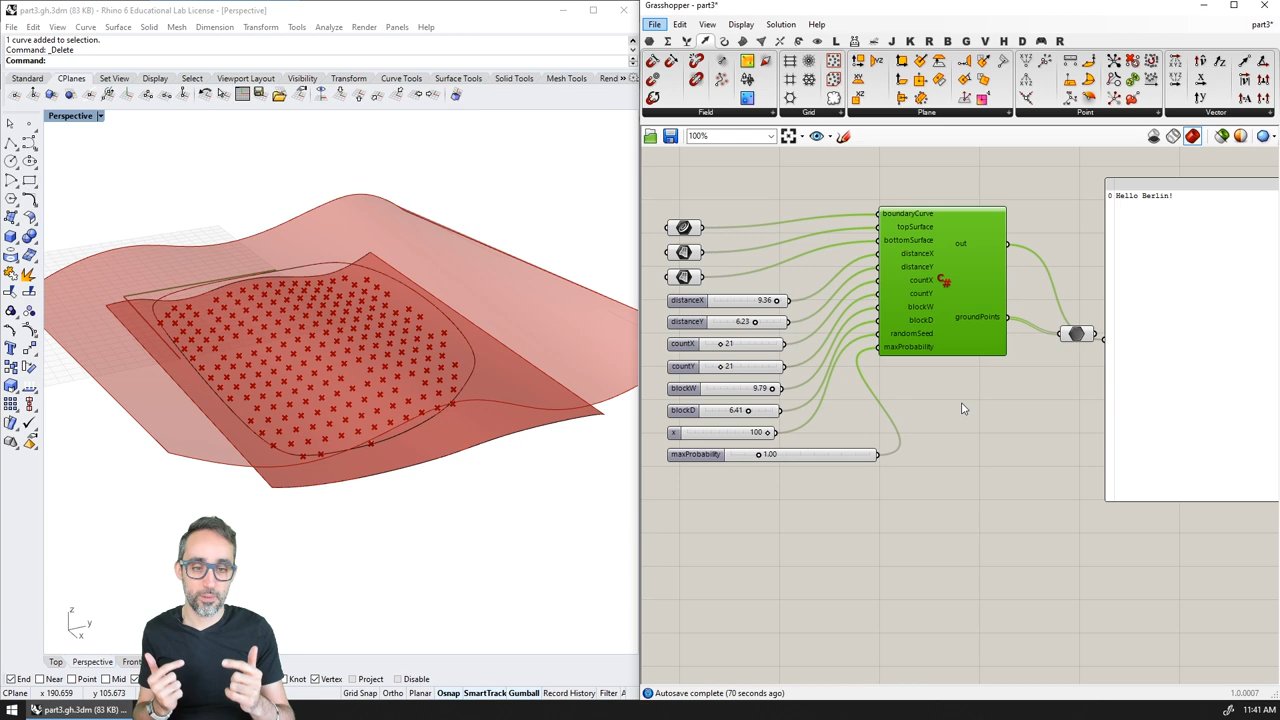 part3.gh.3dm (83 KB) - Rhino 6 Educational Lab License - [Perspective]
File Edit View Curve Surface Solid Mesh Dimension Transform Tools Analyze Render Panels Help
1 curve added to selection.
Command: _Delete
Command:
Standard CPlanes Set View Display Select Viewport Layout Visibility Transform Curve Tools Surface Tools Solid Tools Mesh Tools Rend »
Perspective
z
y
x
Top Perspective Front
End Near Point Mid Knot Vertex Project Disable
CPlane x 190.659 y 105.673 Grid Snap Ortho Planar Osnap SmartTrack Gumball Record History Filter
part3.gh.3dm (83 KB) ...
Grasshopper - part3*
File Edit View Display Solution Help part3*
J K R B G V H D R
Field Grid Plane Point Vector
100%
boundaryCurve
topSurface
bottomSurface
distanceX
distanceY
countX
countY
blockW
blockD
randomSeed
maxProbability
out
groundPoints
C#
distanceX 9.36
distanceY 6.23
countX 21
countY 21
blockW 9.79
blockD 6.41
x 100
maxProbability 1.00
0 Hello Berlin!
Autosave complete (70 seconds ago)
1.0.0007
11:41 AM